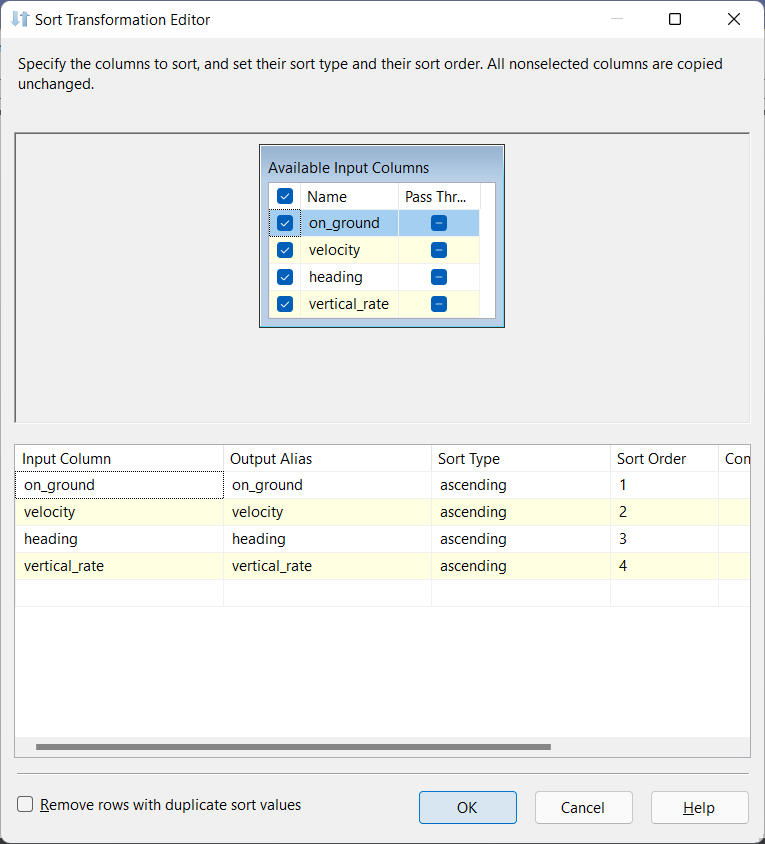 Sort Transformation Editor
Specify the columns to sort, and set their sort type and their sort order. All nonselected columns are copied
unchanged.
Available Input Columns
Name Pass Thr...
on_ground
velocity
heading
vertical_rate
Input Column Output Alias Sort Type Sort Order Con
on_ground on_ground ascending 1
velocity velocity ascending 2
heading heading ascending 3
vertical_rate vertical_rate ascending 4
Remove rows with duplicate sort values
OK Cancel Help